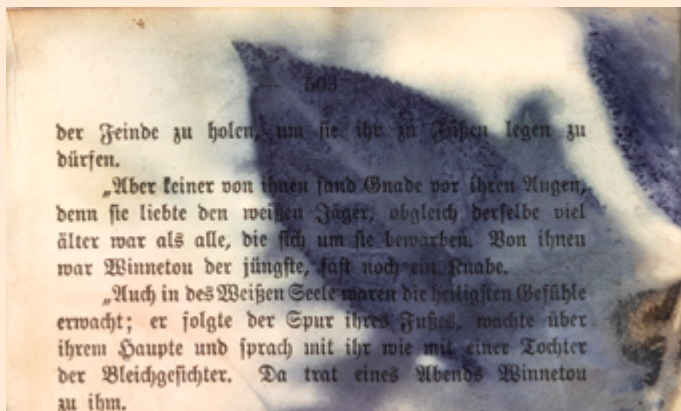 503
der Feinde zu holen, um sie ihr zu Füßen legen zu
dürfen.
„Aber keiner von ihnen fand Gnade vor ihren Augen,
denn sie liebte den weißen Jäger, obgleich derselbe viel
älter war als alle, die sich um sie bewarben. Von ihnen
war Winnetou der jüngste, fast noch ein Knabe.
„Auch in des Weißen Seele waren die heiligsten Gefühle
erwacht; er folgte der Spur ihres Fußes, wachte über
ihrem Haupte und sprach mit ihr wie mit einer Tochter
der Bleichgesichter. Da trat eines Abends Winnetou
zu ihm.